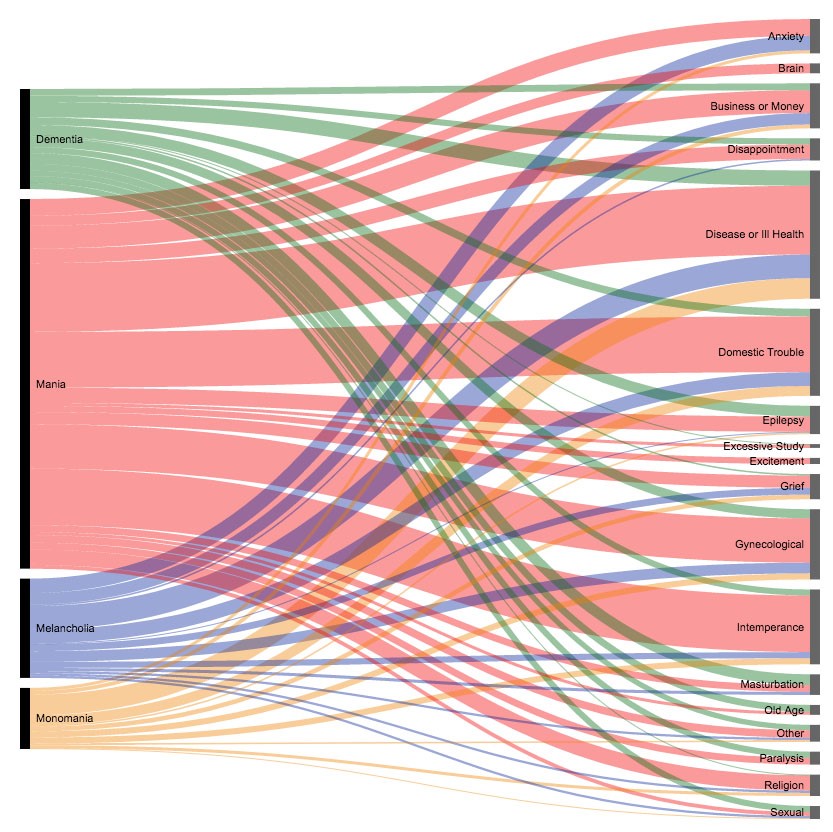 Dementia
Mania
Melancholia
Monomania
Anxiety
Brain
Business or Money
Disappointment
Disease or Ill Health
Domestic Trouble
Epilepsy
Excessive Study
Excitement
Grief
Gynecological
Intemperance
Masturbation
Old Age
Other
Paralysis
Religion
Sexual